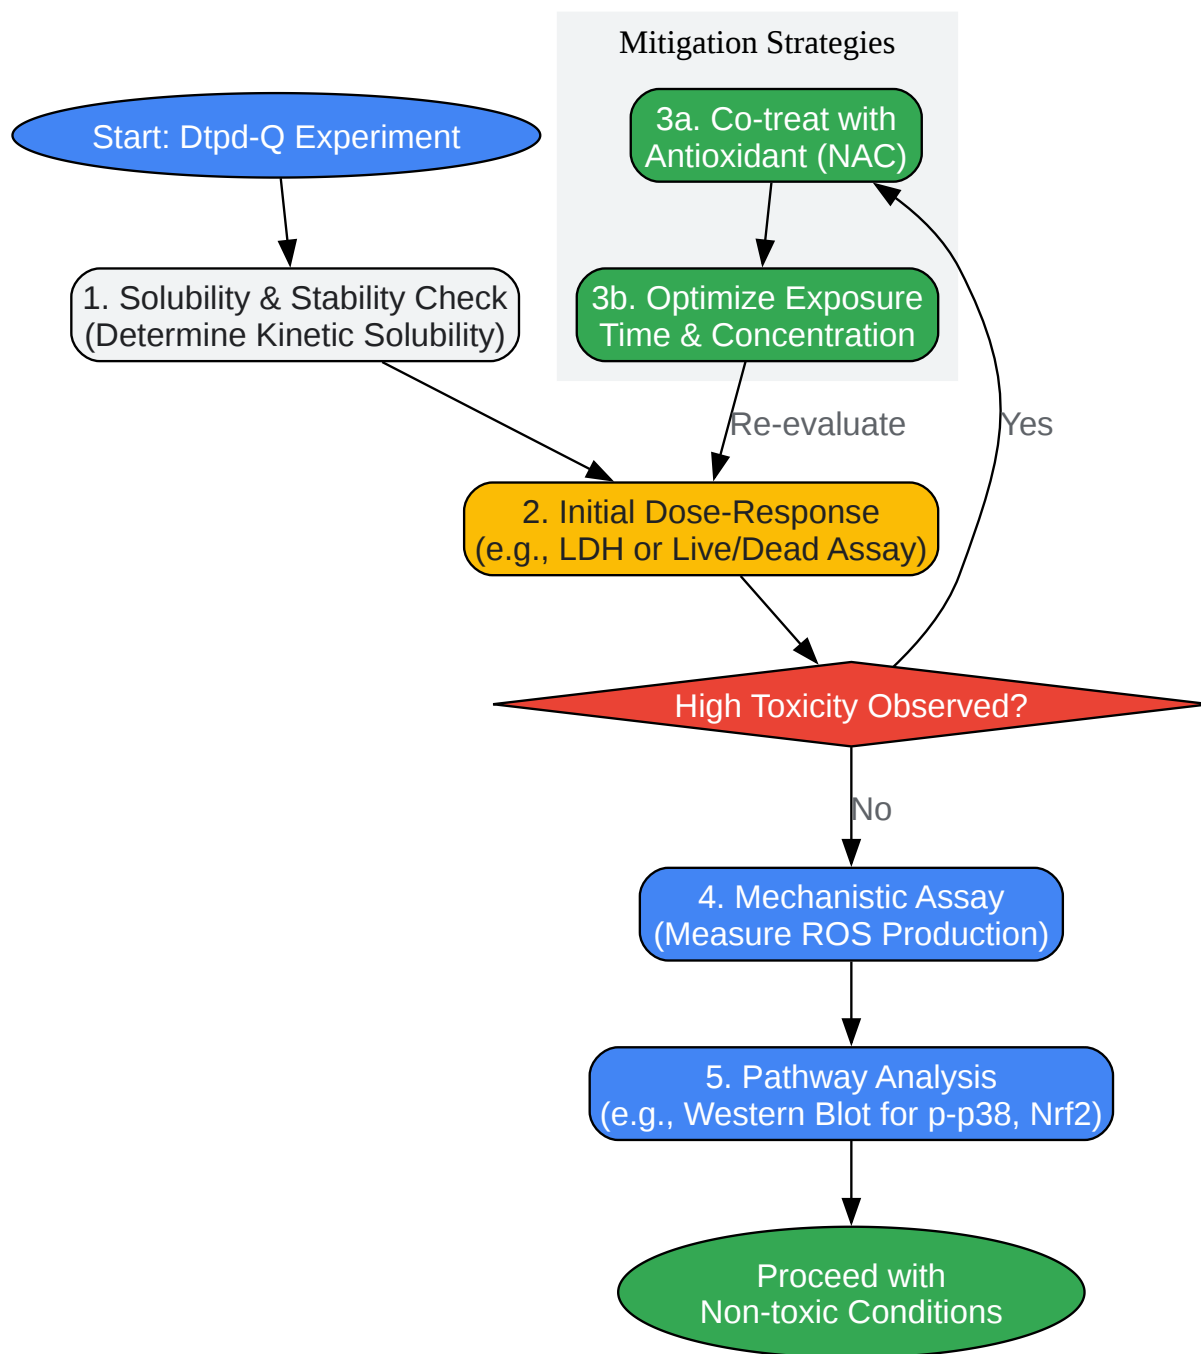 Mitigation Strategies
Start: Dtpd-Q Experiment
3a. Co-treat with
Antioxidant (NAC)
1. Solubility & Stability Check
(Determine Kinetic Solubility)
3b. Optimize Exposure
Time & Concentration
Re-evaluate
Yes
2. Initial Dose-Response
(e.g., LDH or Live/Dead Assay)
High Toxicity Observed?
No
4. Mechanistic Assay
(Measure ROS Production)
5. Pathway Analysis
(e.g., Western Blot for p-p38, Nrf2)
Proceed with
Non-toxic Conditions